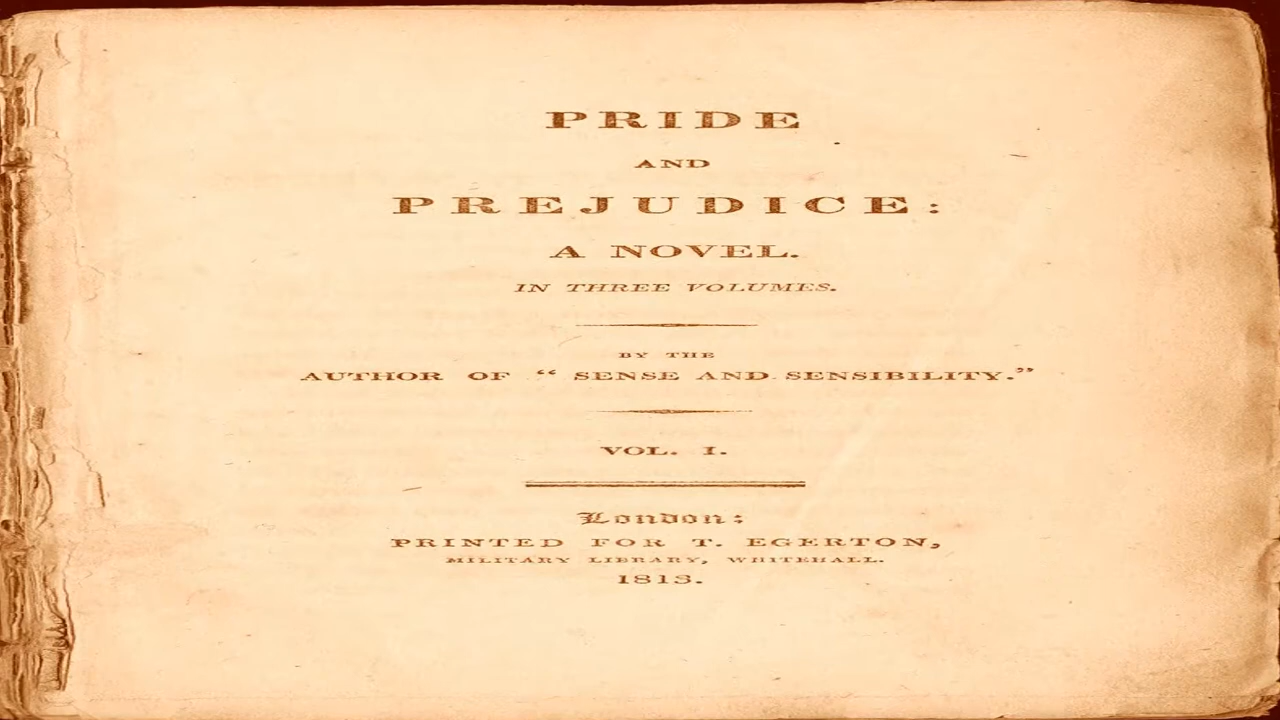 PRIDE
AND
PREJUDICE:
A NOVEL.
IN THREE VOLUMES.
BY THE
AUTHOR OF “ SENSE AND SENSIBILITY.”
VOL. I.
London:
PRINTED FOR T. EGERTON,
MILITARY LIBRARY, WHITEHALL.
1813.